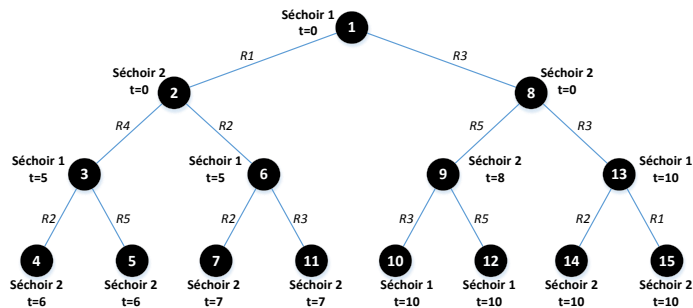 Séchoir 1
t=0
1
R1
R3
Séchoir 2
t=0
2
Séchoir 2
t=0
8
R4
R2
R5
R3
Séchoir 1
t=5
3
Séchoir 1
t=5
6
9
Séchoir 2
t=8
13
Séchoir 1
t=10
R2
R5
R2
R3
R3
R5
R2
R1
4
5
7
11
10
12
14
15
Séchoir 2
t=6
Séchoir 2
t=6
Séchoir 2
t=7
Séchoir 2
t=7
Séchoir 1
t=10
Séchoir 1
t=10
Séchoir 2
t=10
Séchoir 2
t=10